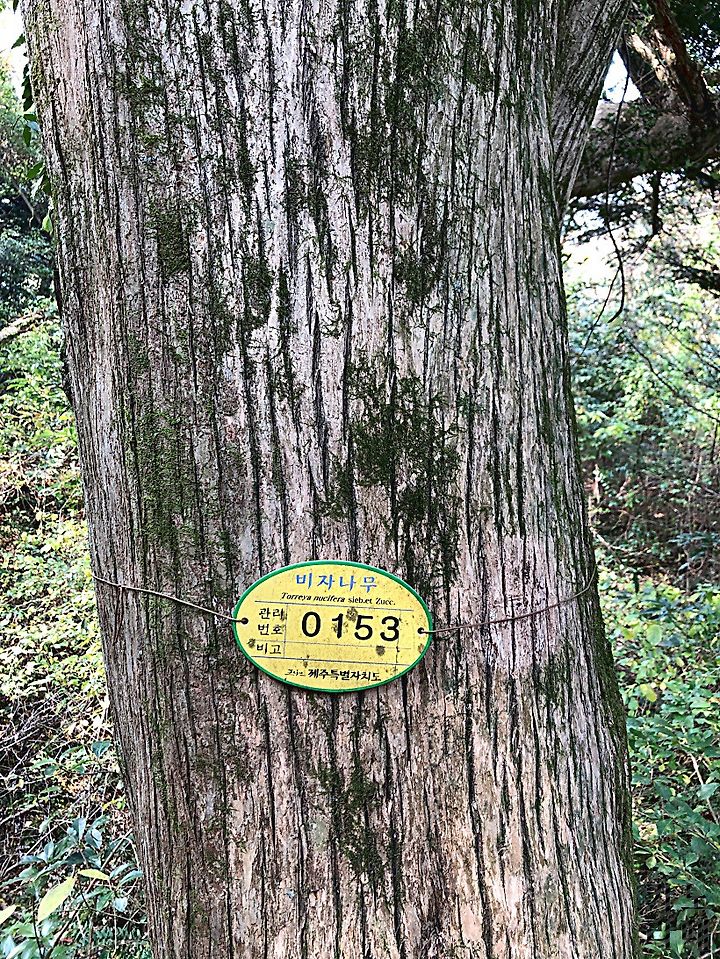 비자나무
Torreya nucifera sieb.et Zucc.
관리
번호
0153
비고
제주특별자치도